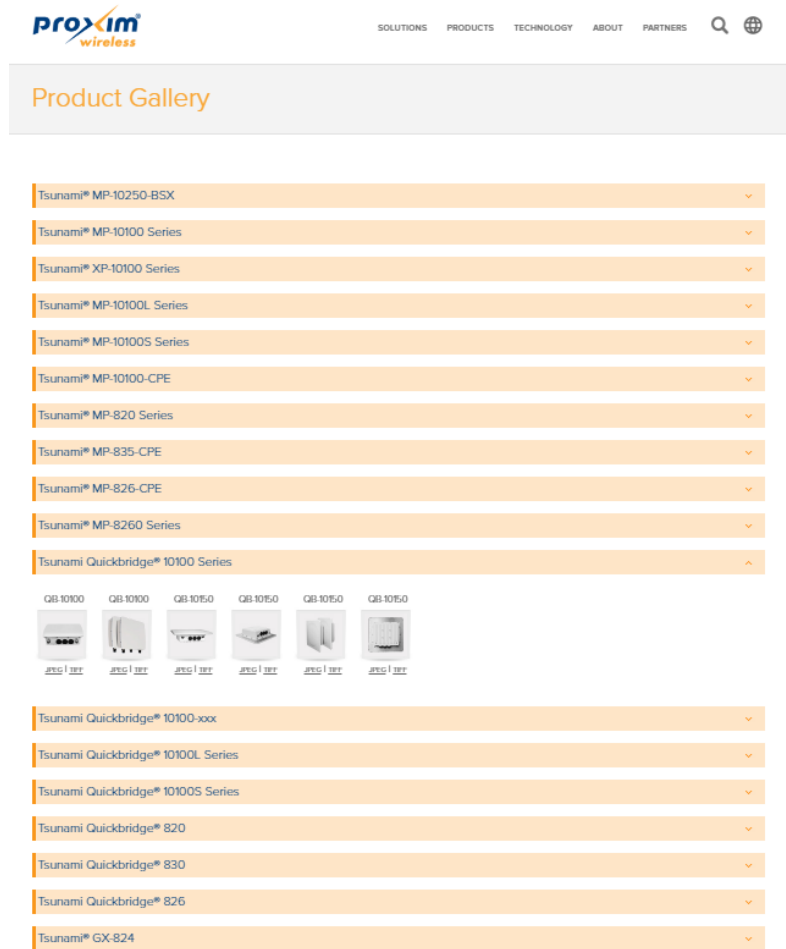 proxim
wireless
SOLUTIONS PRODUCTS TECHNOLOGY ABOUT PARTNERS
Product Gallery
Tsunami® MP-10250-BSX
Tsunami® MP-10100 Series
Tsunami® XP-10100 Series
Tsunami® MP-10100L Series
Tsunami® MP-10100S Series
Tsunami® MP-10100-CPE
Tsunami® MP-820 Series
Tsunami® MP-835-CPE
Tsunami® MP-826-CPE
Tsunami® MP-8260 Series
Tsunami Quickbridge® 10100 Series
QB-10100 QB-10100 QB-10150 QB-10150 QB-10150 QB-10150
JPEG | TIFF JPEG | TIFF JPEG | TIFF JPEG | TIFF JPEG | TIFF JPEG | TIFF
Tsunami Quickbridge® 10100-xxx
Tsunami Quickbridge® 10100L Series
Tsunami Quickbridge® 10100S Series
Tsunami Quickbridge® 820
Tsunami Quickbridge® 830
Tsunami Quickbridge® 826
Tsunami® GX-824